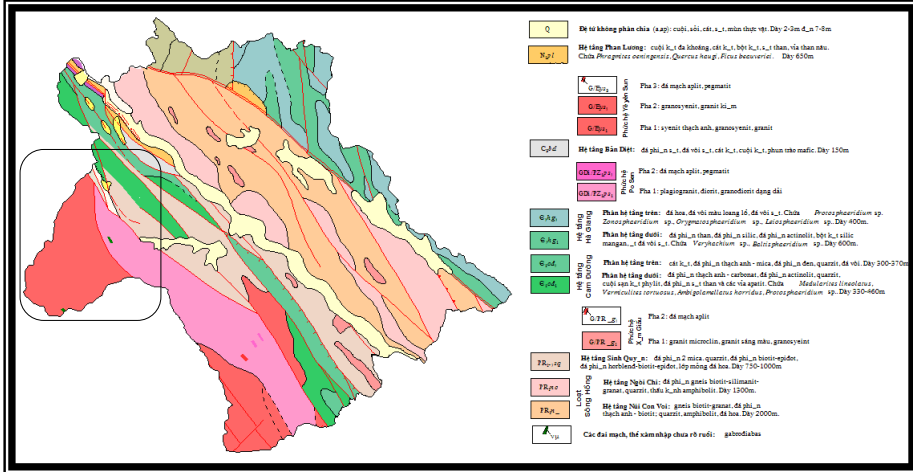 Q Đệ tứ không phân chia (a,ap): cuội, sỏi, cát, s_t, mùn thực vật. Dày 2-3m đ_n 7-8m
Hệ tầng Phan Lương: cuội k_t đa khoáng, cát k_t, bột k_t, s_t than, vỉa than nâu.
Chứa Phragmites oeningensis, Quercus haugi, Ficus beauveriei. Dày 650m
Phức hệ Yê yên Sun
Pha 3: đá mạch aplit, pegmatit
Pha 2: granosyenit, granit ki_m
Pha 1: syenit thạch anh, granosyenit, granit
Hệ tầng Bản Diệt: đá phi_n s_t, đá vôi s_t, cát k_t, cuội k_t, phun trào mafic. Dày 150m
Phức hệ Po Sen
Pha 2: đá mạch aplit, pegmatit
Pha 1: plagiogranit, diorit, granodiorit dạng dải
Hệ tầng Hà Giang
Phân hệ tầng trên: đá hoa, đá vôi màu loang lổ, đá vôi s_t. Chứa Protosphaeridium sp.
Zonosphaeridium sp., Orygmatosphaeridium sp., Leiosphaeridium sp. Dày 400m.
Phân hệ tầng dưới: đá phi_n than, đá phi_n silic, đá phi_n actinolit, bột k_t silic
mangan, _t đá vôi s_t. Chứa Veryhachium sp., Baltisphaeridium sp.. Dày 600m.
Hệ tầng Cam Đường
Phân hệ tầng trên: cát k_t, đá phi_n thạch anh - mica, đá phi_n đen, quarzit, đá vôi. Dày 300-370m
Phân hệ tầng dưới: đá phi_n thạch anh - carbonat, đá phi_n actinolit, quarzit,
cuội sạn k_t phylit, đá phi_n s_t than và các vỉa apatit. Chứa Medularites lineolatus,
Vermiculites tortuosus, Ambigolamellatus horridus, Protosphaeridium sp.. Dày 330-460m
Phức hệ X_m Giấu
Pha 2: đá mạch aplit
Pha 1: granit microclin, granit sáng màu, granosyeint
Hệ tầng Sinh Quy_n: đá phi_n 2 mica, quarzit, đá phi_n biotit-epiđot,
đá phi_n horblend-biotit-epiđot, lớp mỏng đá hoa. Dày 750-1000m
Loạt Sông Hồng
Hệ tầng Ngòi Chi: đá phi_n gneis biotit-silimanit-
granat, quarzit, thấu k_nh amphibolit. Dày 1300m.
Hệ tầng Núi Con Voi: gneis biotit-granat, đá phi_n
thạch anh - biotit; quarzit, amphibolit, đá hoa. Dày 2000m.
Các đai mạch, thể xâm nhập chưa rõ tuổi: gabrođiabas